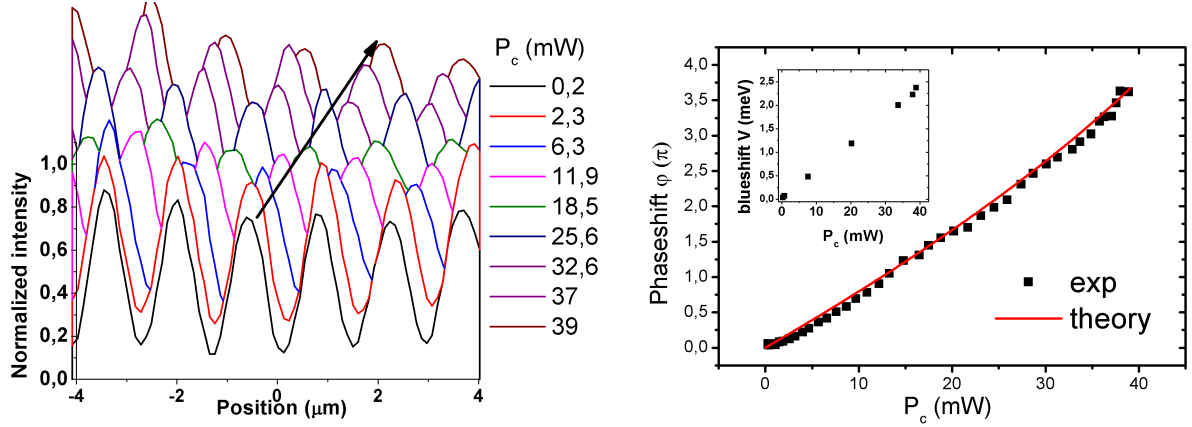 Normalized intensity
1,0
0,8
0,6
0,4
0,2
0,0
-4 -2 0 2 4
Position (μm)
P_c (mW)
0,2
2,3
6,3
11,9
18,5
25,6
32,6
37
39
Phaseshift φ (π)
4,0
3,5
3,0
2,5
2,0
1,5
1,0
0,5
0,0
0 10 20 30 40
P_c (mW)
blueshift V (meV)
2.5
2.0
1.5
1.0
0.5
0.0
0 10 20 30 40
P_c (mW)
exp
theory